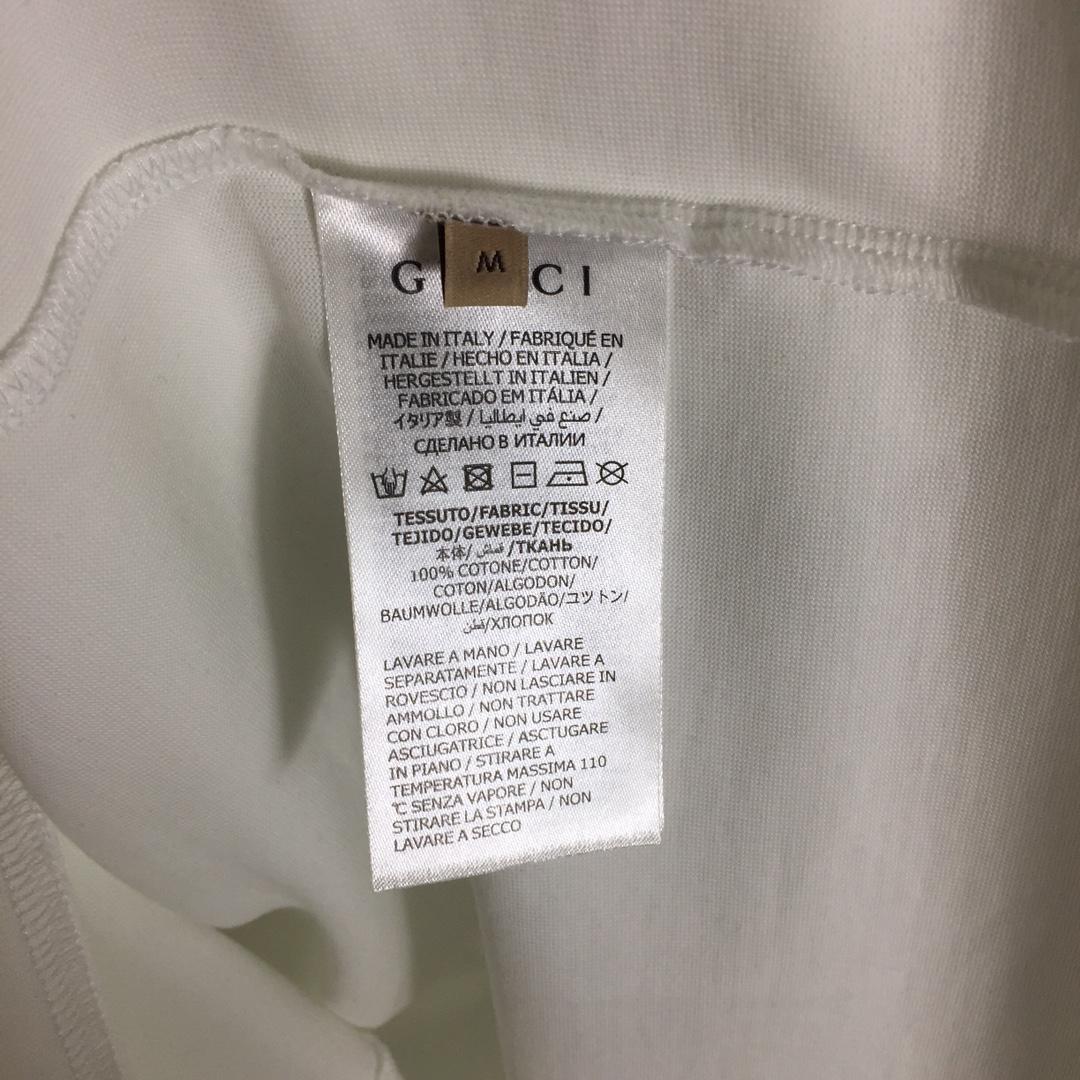 M
G CI
MADE IN ITALY / FABRIQUÉ EN
ITALIE / HECHO EN ITALIA /
HERGESTELLT IN ITALIEN /
FABRICADO EM ITÁLIA /
イタリア製 / صنع في ايطاليا /
СДЕЛАНО В ИТАЛИИ
TESSUTO/FABRIC/TISSU/
TEJIDO/GEWEBE/TECIDO/
本体/ قماش /ТКАНЬ
100% COTONE/COTTON/
COTON/ALGODON/
BAUMWOLLE/ALGODÃO/ユツトン/
قطن/ХЛОПОК
LAVARE A MANO / LAVARE
SEPARATAMENTE / LAVARE A
ROVESCIO / NON LASCIARE IN
AMMOLLO / NON TRATTARE
CON CLORO / NON USARE
ASCIUGATRICE / ASCTUGARE
IN PIANO / STIRARE A
TEMPERATURA MASSIMA 110
℃ SENZA VAPORE / NON
STIRARE LA STAMPA / NON
LAVARE A SECCO